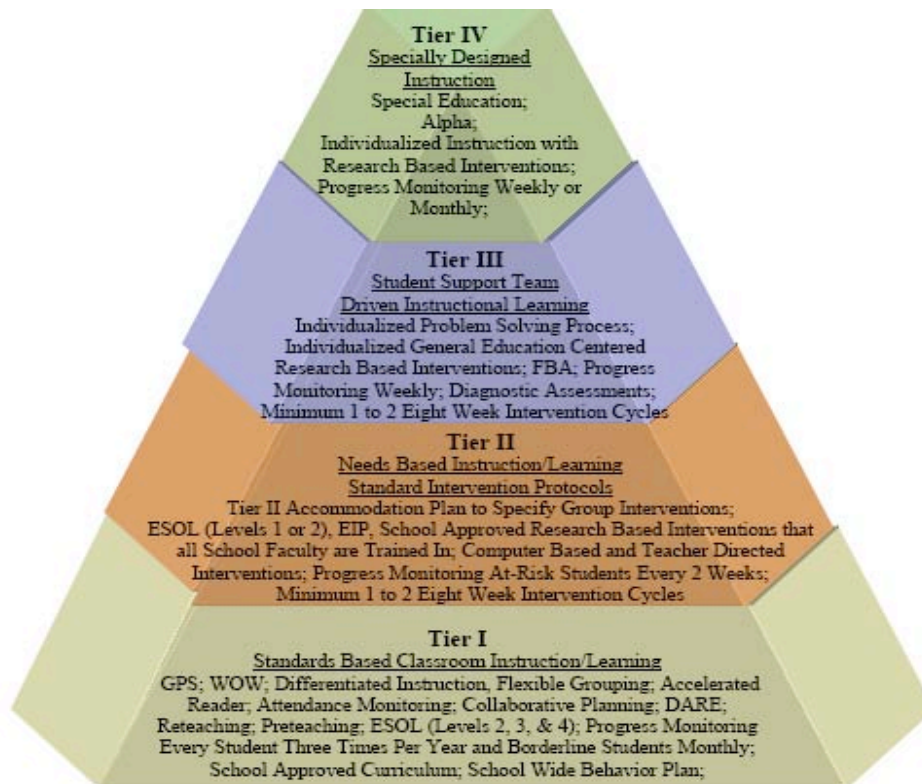 Tier IV
Specially Designed
Instruction
Special Education;
Alpha;
Individualized Instruction with
Research Based Interventions;
Progress Monitoring Weekly or
Monthly;
Tier III
Student Support Team
Driven Instructional Learning
Individualized Problem Solving Process;
Individualized General Education Centered
Research Based Interventions; FBA; Progress
Monitoring Weekly; Diagnostic Assessments;
Minimum 1 to 2 Eight Week Intervention Cycles
Tier II
Needs Based Instruction/Learning
Standard Intervention Protocols
Tier II Accommodation Plan to Specify Group Interventions;
ESOL (Levels 1 or 2), EIP, School Approved Research Based Interventions that
all School Faculty are Trained In; Computer Based and Teacher Directed
Interventions; Progress Monitoring At-Risk Students Every 2 Weeks;
Minimum 1 to 2 Eight Week Intervention Cycles
Tier I
Standards Based Classroom Instruction/Learning
GPS; WOW; Differentiated Instruction, Flexible Grouping; Accelerated
Reader; Attendance Monitoring; Collaborative Planning; DARE;
Reteaching; Preteaching; ESOL (Levels 2, 3, & 4); Progress Monitoring
Every Student Three Times Per Year and Borderline Students Monthly;
School Approved Curriculum; School Wide Behavior Plan;